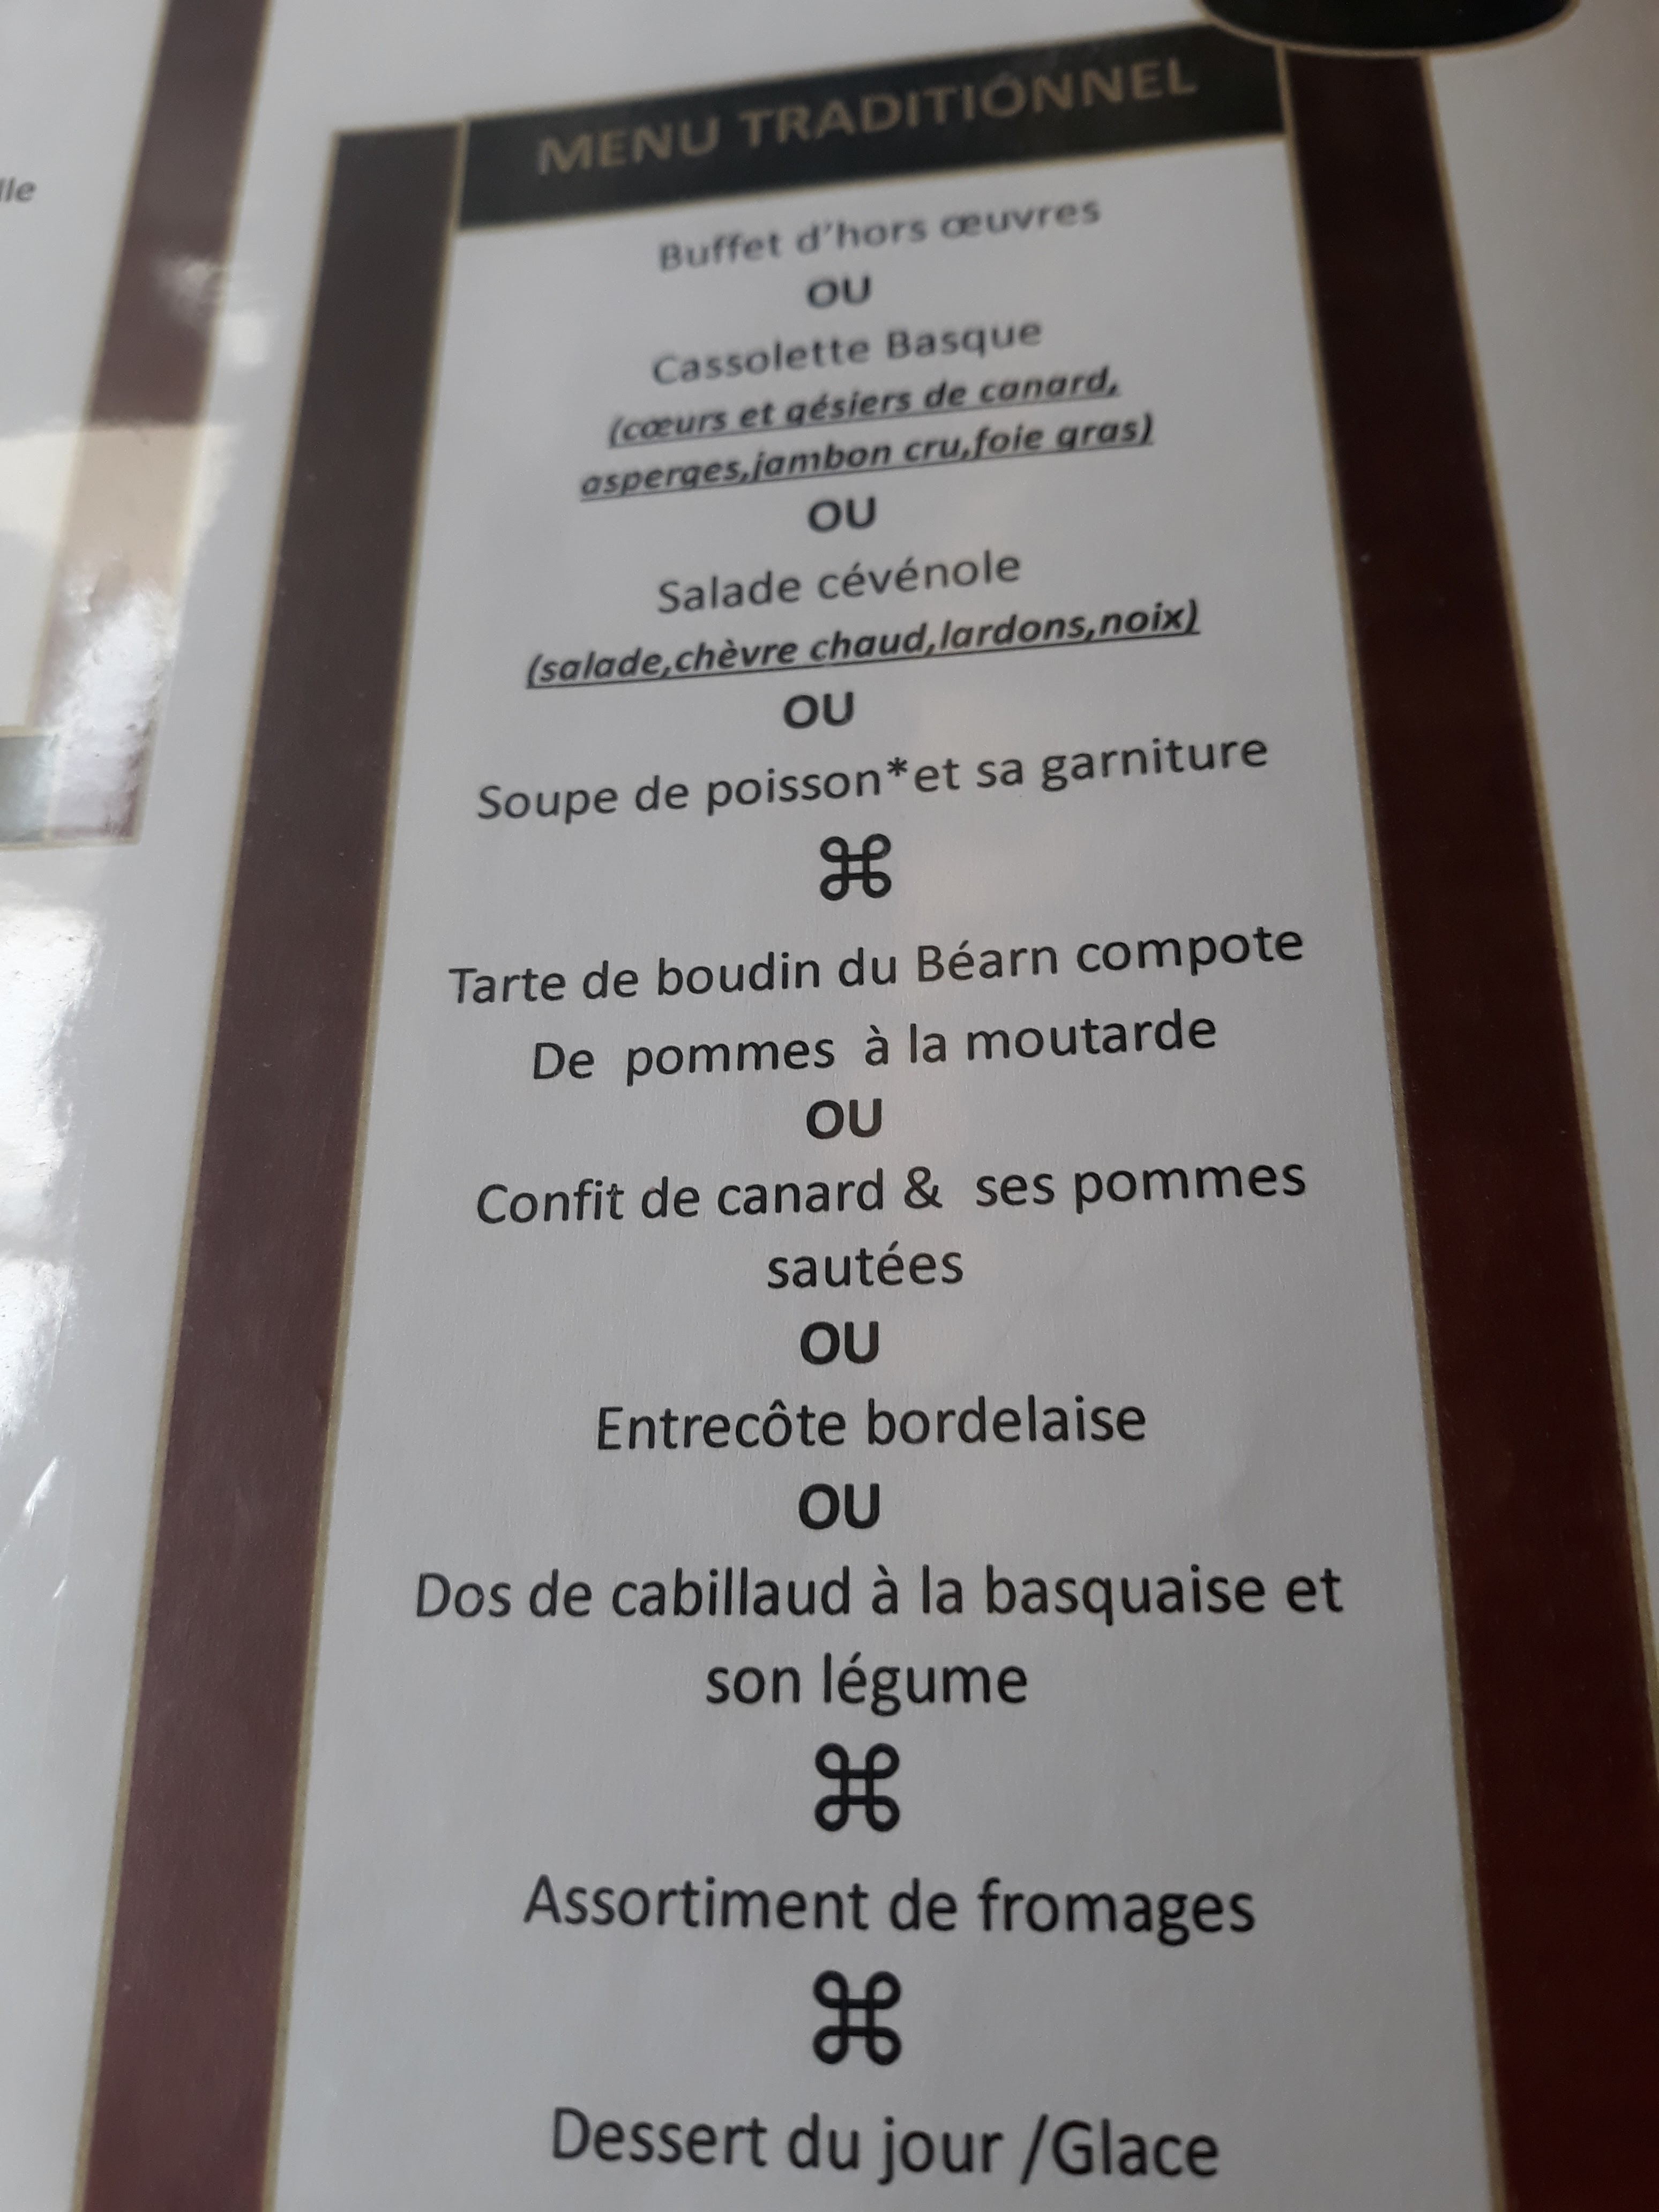 lle
MENU TRADITIONNEL
Buffet d'hors œuvres
OU
Cassolette Basque
(cœurs et gésiers de canard,
asperges,jambon cru,foie gras)
OU
Salade cévénole
(salade,chèvre chaud,lardons,noix)
OU
Soupe de poisson*et sa garniture
⌘
Tarte de boudin du Béarn compote
De pommes à la moutarde
OU
Confit de canard & ses pommes
sautées
OU
Entrecôte bordelaise
OU
Dos de cabillaud à la basquaise et
son légume
⌘
Assortiment de fromages
⌘
Dessert du jour /Glace